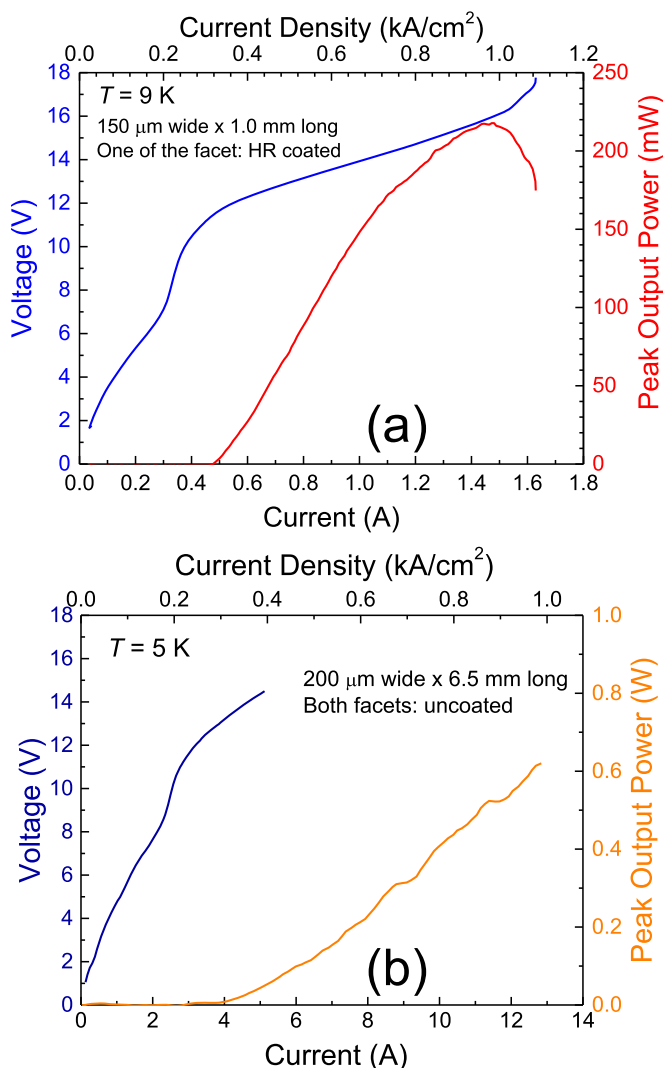 Current Density (kA/cm²)
0.0 0.2 0.4 0.6 0.8 1.0 1.2
18 250
T = 9 K
16
150 µm wide x 1.0 mm long
200
One of the facet: HR coated
14
12
150
10
Voltage (V)
Peak Output Power (mW)
8
100
6
4
50
(a)
2
0 0
0.0 0.2 0.4 0.6 0.8 1.0 1.2 1.4 1.6 1.8
Current (A)
Current Density (kA/cm²)
0.0 0.2 0.4 0.6 0.8 1.0
18 1.0
T = 5 K
16
200 µm wide x 6.5 mm long
14 0.8
Both facets: uncoated
12
10 0.6
Voltage (V)
Peak Output Power (W)
8
0.4
6
4
0.2
(b)
2
0 0.0
0 2 4 6 8 10 12 14
Current (A)